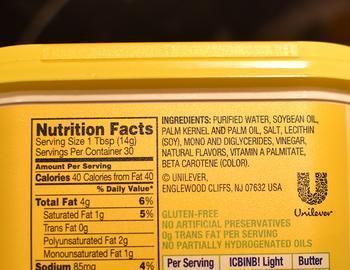 Nutrition Facts
Serving Size 1 Tbsp (14g)
Servings Per Container 30
Amount Per Serving
Calories 40 Calories from Fat 40
% Daily Value*
Total Fat 4g 6%
Saturated Fat 1g 5%
Trans Fat 0g
Polyunsaturated Fat 2g
Monounsaturated Fat 1g
Sodium 85mg 4%
INGREDIENTS: PURIFIED WATER, SOYBEAN OIL,
PALM KERNEL AND PALM OIL, SALT, LECITHIN
(SOY), MONO AND DIGLYCERIDES, VINEGAR,
NATURAL FLAVORS, VITAMIN A PALMITATE,
BETA CAROTENE (COLOR).
© UNILEVER,
ENGLEWOOD CLIFFS, NJ 07632 USA
Unilever
GLUTEN-FREE
NO ARTIFICIAL PRESERVATIVES
0g TRANS FAT PER SERVING
NO PARTIALLY HYDROGENATED OILS
Per Serving ICBINB! Light Butter